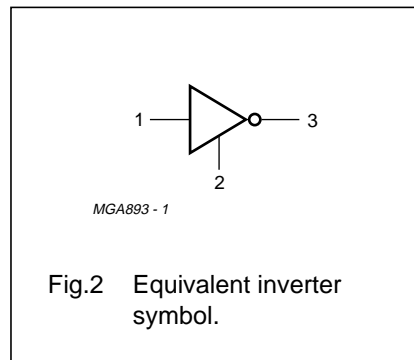 1
3
2
MGA893 - 1
Fig.2 Equivalent inverter
symbol.